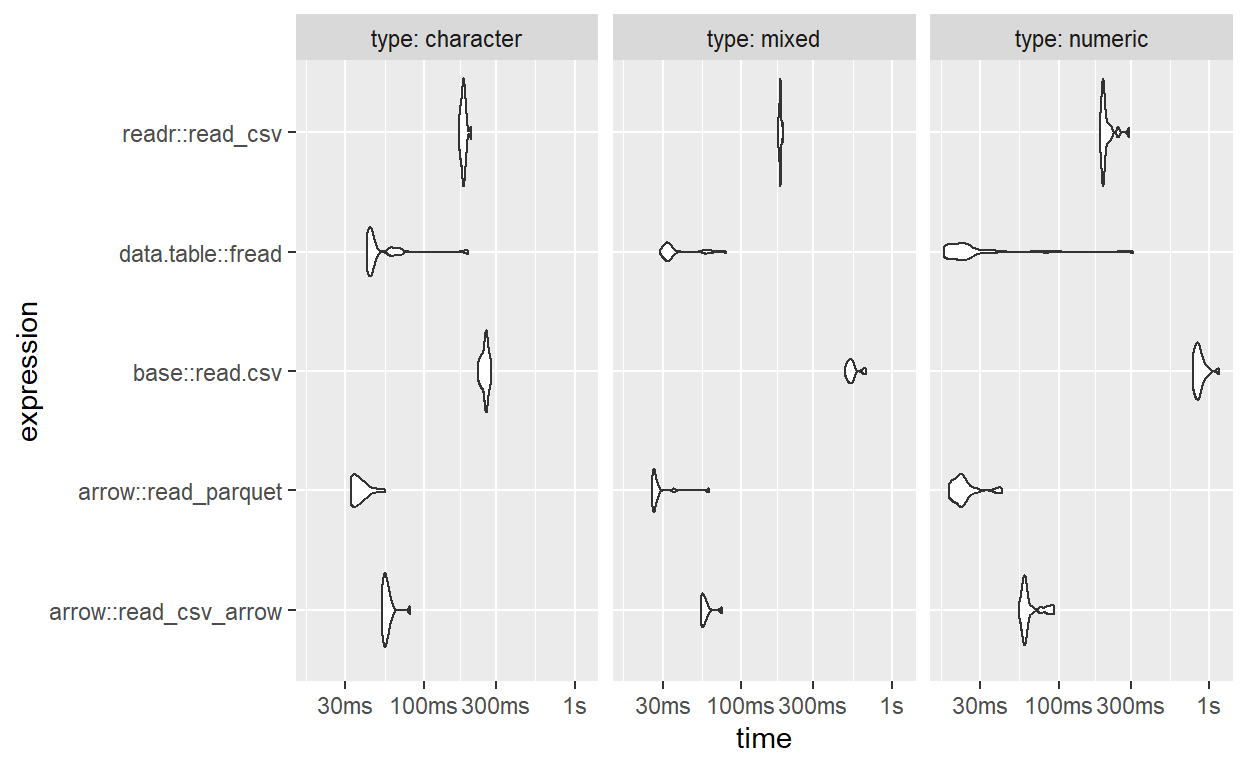 type: character
type: mixed
type: numeric
readr::read_csv
data.table::fread
base::read.csv
arrow::read_parquet
arrow::read_csv_arrow
expression
30ms 100ms 300ms 1s
30ms 100ms 300ms 1s
30ms 100ms 300ms 1s
time